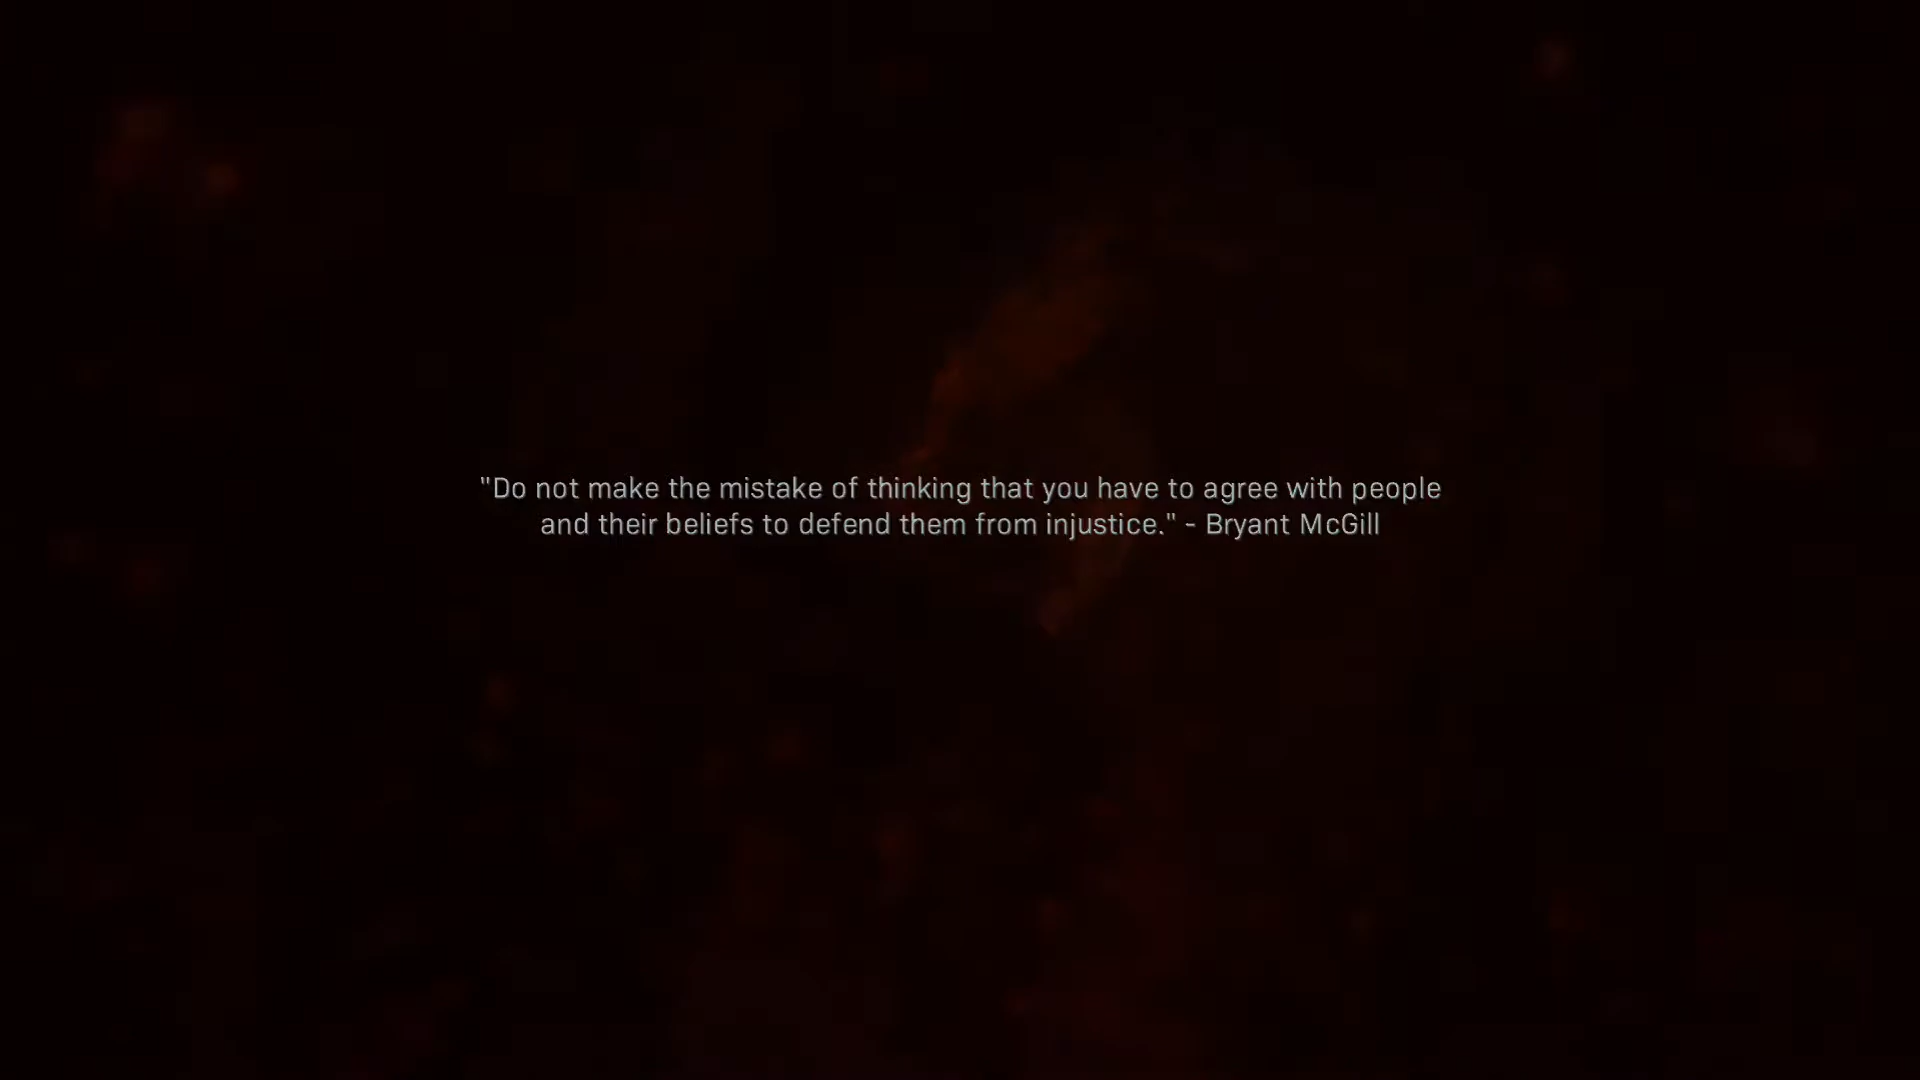 "Do not make the mistake of thinking that you have to agree with people
and their beliefs to defend them from injustice." - Bryant McGill